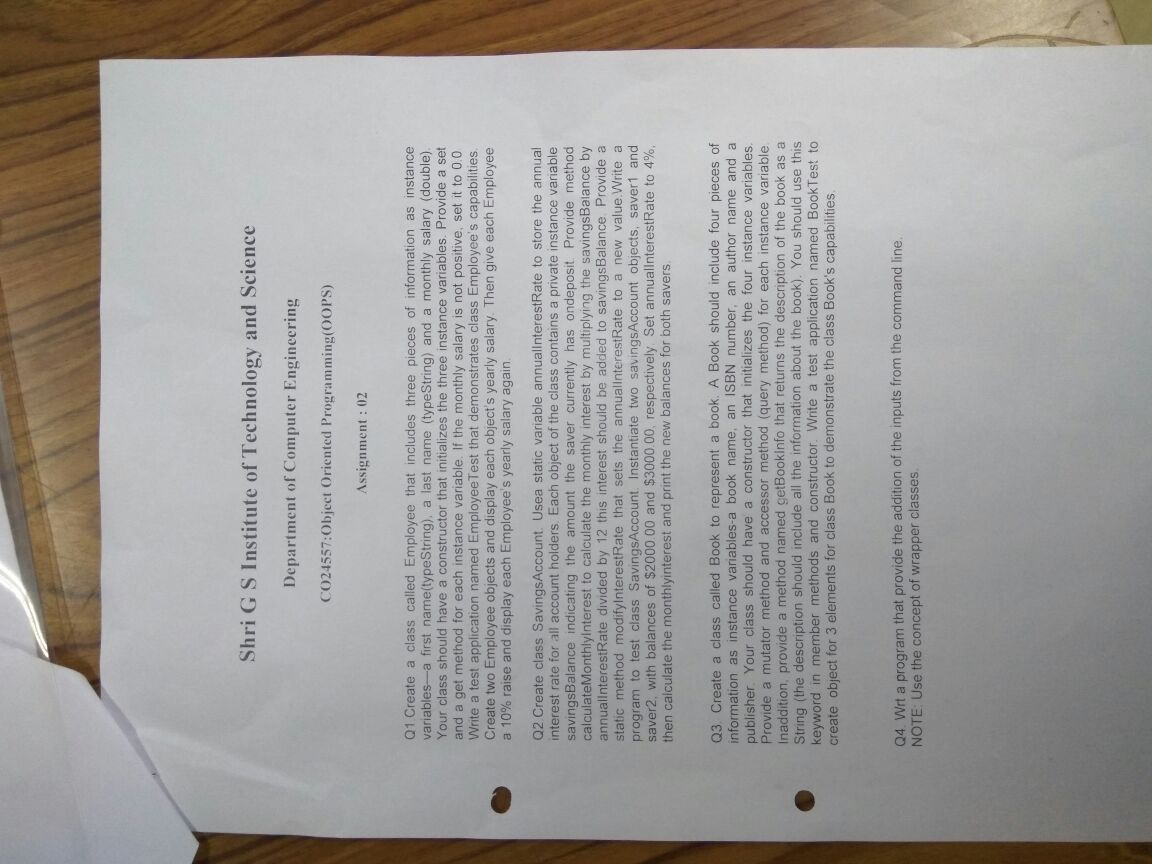 Shri G S Institute of Technology and Science
Department of Computer Engineering
CO24557:Object Oriented Programming(OOPS)
Assignment : 02
Q1.Create a class called Employee that includes three pieces of information as instance
variables—a first name(typeString), a last name (typeString) and a monthly salary (double).
Your class should have a constructor that initializes the three instance variables. Provide a set
and a get method for each instance variable. If the monthly salary is not positive, set it to 0.0.
Write a test application named EmployeeTest that demonstrates class Employee's capabilities.
Create two Employee objects and display each object's yearly salary. Then give each Employee
a 10% raise and display each Employee's yearly salary again.
Q2.Create class SavingsAccount. Usea static variable annualInterestRate to store the annual
interest rate for all account holders. Each object of the class contains a private instance variable
savingsBalance indicating the amount the saver currently has ondeposit. Provide method
calculateMonthlyInterest to calculate the monthly interest by multiplying the savingsBalance by
annualInterestRate divided by 12 this interest should be added to savingsBalance. Provide a
static method modifyInterestRate that sets the annualInterestRate to a new value.Write a
program to test class SavingsAccount. Instantiate two savingsAccount objects, saver1 and
saver2, with balances of $2000.00 and $3000.00, respectively. Set annualInterestRate to 4%,
then calculate the monthlyinterest and print the new balances for both savers.
Q3. Create a class called Book to represent a book. A Book should include four pieces of
information as instance variables-a book name, an ISBN number, an author name and a
publisher. Your class should have a constructor that initializes the four instance variables.
Provide a mutator method and accessor method (query method) for each instance variable.
Inaddition, provide a method named getBookInfo that returns the description of the book as a
String (the description should include all the information about the book). You should use this
keyword in member methods and constructor. Write a test application named BookTest to
create object for 3 elements for class Book to demonstrate the class Book's capabilities.
Q4. Wrt a program that provide the addition of the inputs from the command line.
NOTE: Use the concept of wrapper classes.